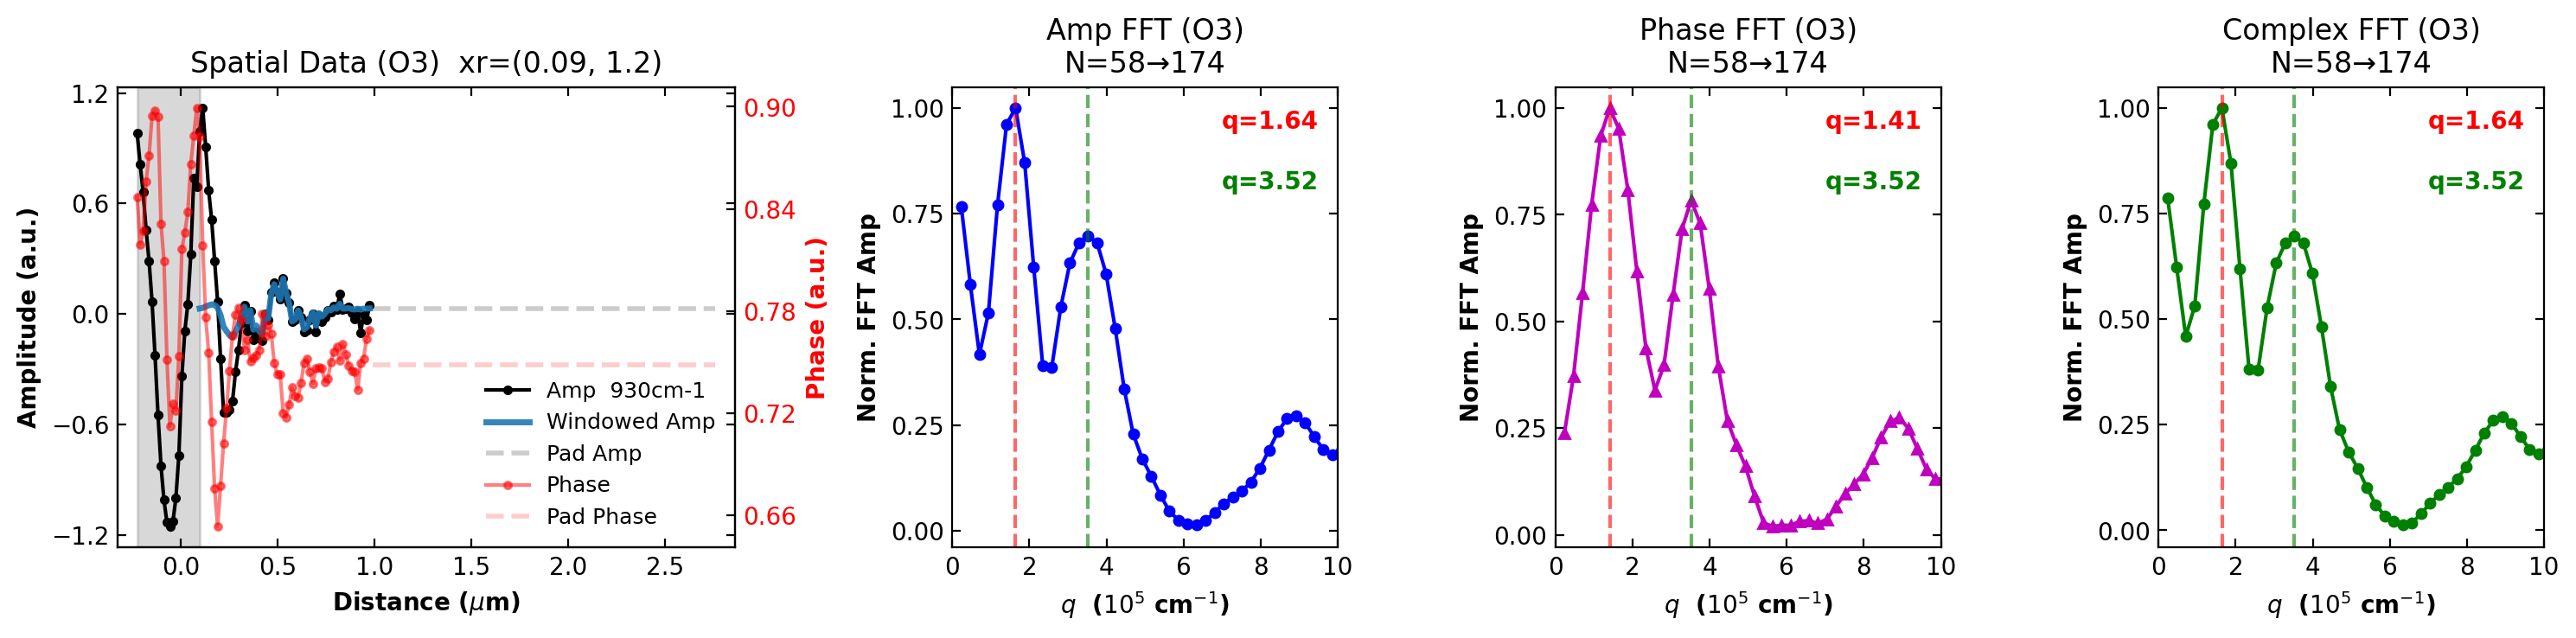 Spatial Data (O3)  xr=(0.09, 1.2)
Amplitude (a.u.)
1.2
0.6
0.0
−0.6
−1.2
0.0 0.5 1.0 1.5 2.0 2.5
Distance (μm)
0.90
0.84
0.78
0.72
0.66
Phase (a.u.)
Amp  930cm-1
Windowed Amp
Pad Amp
Phase
Pad Phase
Amp FFT (O3)
N=58→174
Norm. FFT Amp
1.00
0.75
0.50
0.25
0.00
q=1.64
q=3.52
0 2 4 6 8 10
q (10⁵ cm⁻¹)
Phase FFT (O3)
N=58→174
Norm. FFT Amp
1.00
0.75
0.50
0.25
0.00
q=1.41
q=3.52
0 2 4 6 8 10
q (10⁵ cm⁻¹)
Complex FFT (O3)
N=58→174
Norm. FFT Amp
1.00
0.75
0.50
0.25
0.00
q=1.64
q=3.52
0 2 4 6 8 10
q (10⁵ cm⁻¹)